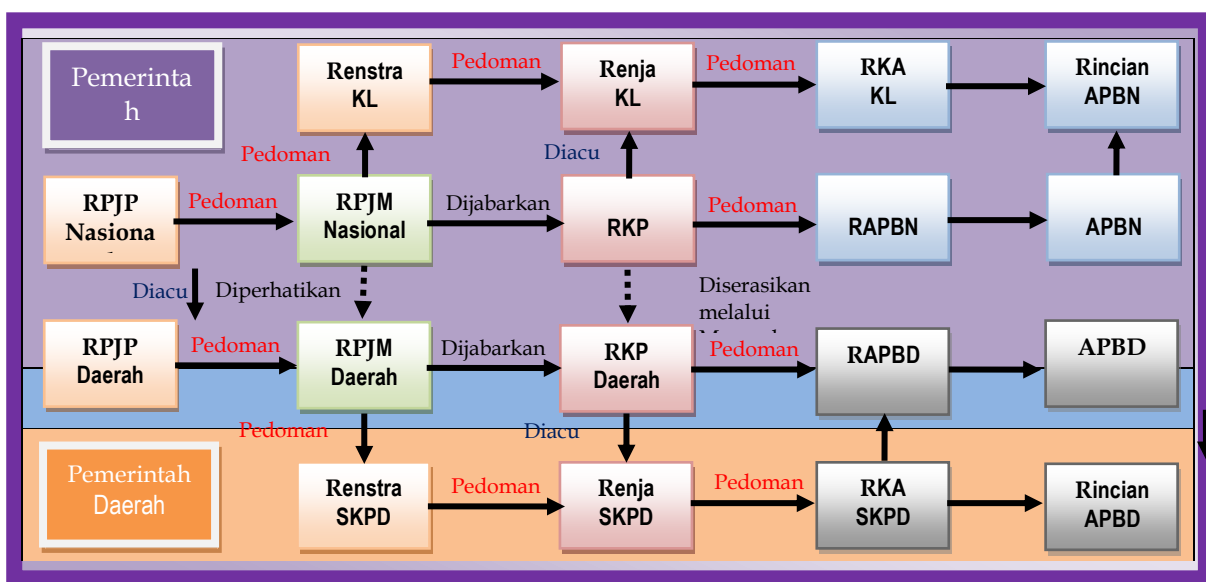 Pemerinta
h
Renstra
KL
Pedoman
Renja
KL
Pedoman
RKA
KL
Rincian
APBN
Pedoman
Diacu
RPJP
Nasiona
Pedoman
RPJM
Nasional
Dijabarkan
RKP
Pedoman
RAPBN
APBN
Diacu
Diperhatikan
Diserasikan
melalui
RPJP
Daerah
Pedoman
RPJM
Daerah
Dijabarkan
RKP
Daerah
Pedoman
RAPBD
APBD
Pedoman
Diacu
Pemerintah
Daerah
Renstra
SKPD
Pedoman
Renja
SKPD
Pedoman
RKA
SKPD
Rincian
APBD